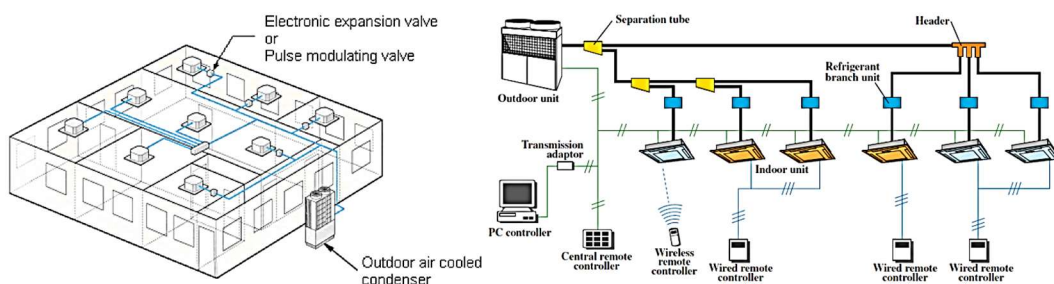 Electronic expansion valve
or
Pulse modulating valve
Outdoor air cooled
condenser
Separation tube
Header
Refrigerant
branch unit
Outdoor unit
Transmission
adaptor
Indoor unit
PC controller
Central remote
controller
Wireless
remote
controller
Wired remote
controller
Wired remote
controller
Wired remote
controller